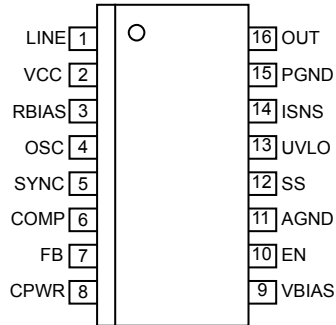 LINE 1 16 OUT
VCC 2 15 PGND
RBIAS 3 14 ISNS
OSC 4 13 UVLO
SYNC 5 12 SS
COMP 6 11 AGND
FB 7 10 EN
CPWR 8 9 VBIAS